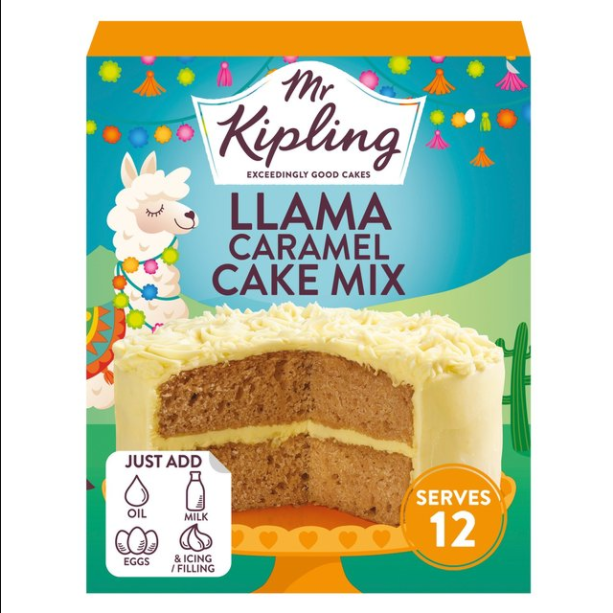 Mr
Kipling
EXCEEDINGLY GOOD CAKES
LLAMA
CARAMEL
CAKE MIX
JUST ADD
OIL
MILK
EGGS
& ICING
/ FILLING
SERVES
12